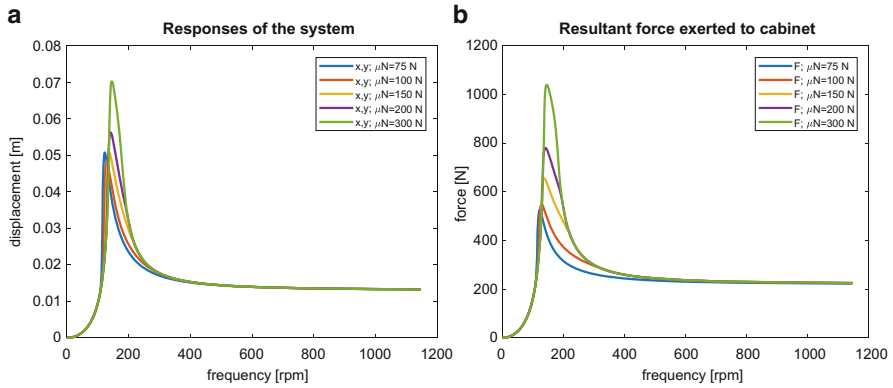 a
Responses of the system
0.08
0.07
0.06
0.05
0.04
0.03
0.02
0.01
0
displacement [m]
x,y; μN=75 N
x,y; μN=100 N
x,y; μN=150 N
x,y; μN=200 N
x,y; μN=300 N
0 200 400 600 800 1000 1200
frequency [rpm]
b
Resultant force exerted to cabinet
1200
1000
800
600
400
200
0
force [N]
F; μN=75 N
F; μN=100 N
F; μN=150 N
F; μN=200 N
F; μN=300 N
0 200 400 600 800 1000 1200
frequency [rpm]